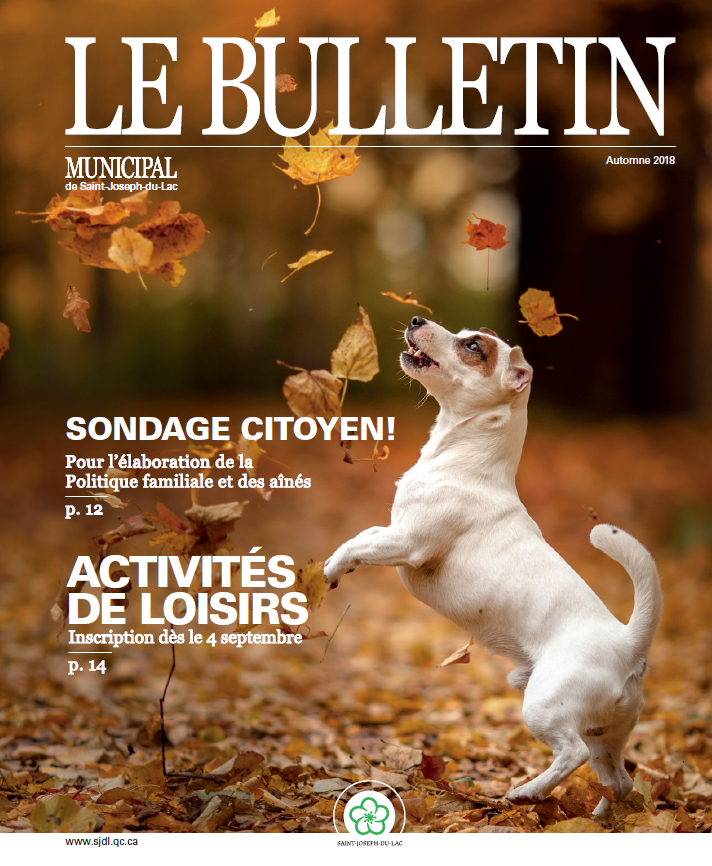 LE BULLETIN
MUNICIPAL
de Saint-Joseph-du-Lac
Automne 2018
SONDAGE CITOYEN!
Pour l'élaboration de la
Politique familiale et des aînés
p. 12
ACTIVITÉS
DE LOISIRS
Inscription dès le 4 septembre
p. 14
www.sjdl.qc.ca
SAINT-JOSEPH-DU-LAC